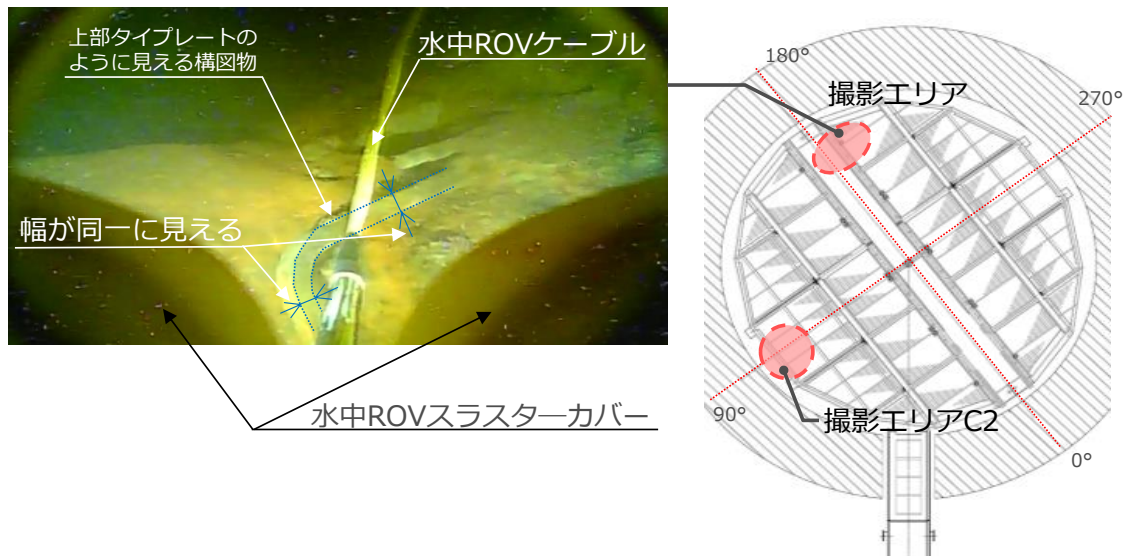 上部タイプレートの
ように見える構図物
水中ROVケーブル
幅が同一に見える
水中ROVスラスターカバー
180°
撮影エリア
270°
90°
撮影エリアC2
0°